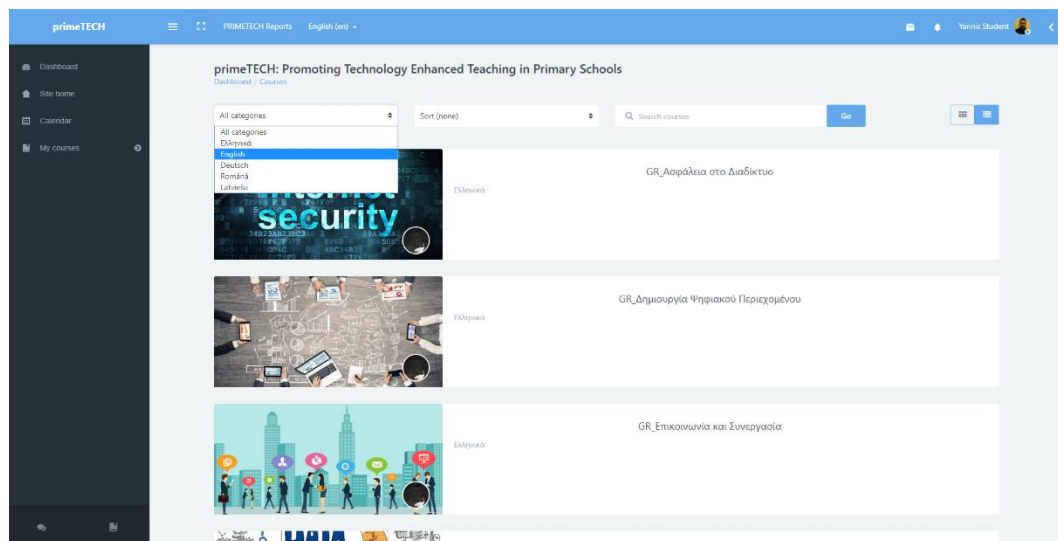 primeTECH
PRIMETECH Reports
English (en)
Yannis Student
Dashboard
Site home
Calendar
My courses
primeTECH: Promoting Technology Enhanced Teaching in Primary Schools
Dashboard / Courses
All categories
Sort (none)
Search courses
Go
All categories
Ελληνικά
English
Deutsch
Română
Latviešu
security
Ελληνικά
GR_Ασφάλεια στο Διαδίκτυο
Ελληνικά
GR_Δημιουργία Ψηφιακού Περιεχομένου
Ελληνικά
GR_Επικοινωνία και Συνεργασία
DATA